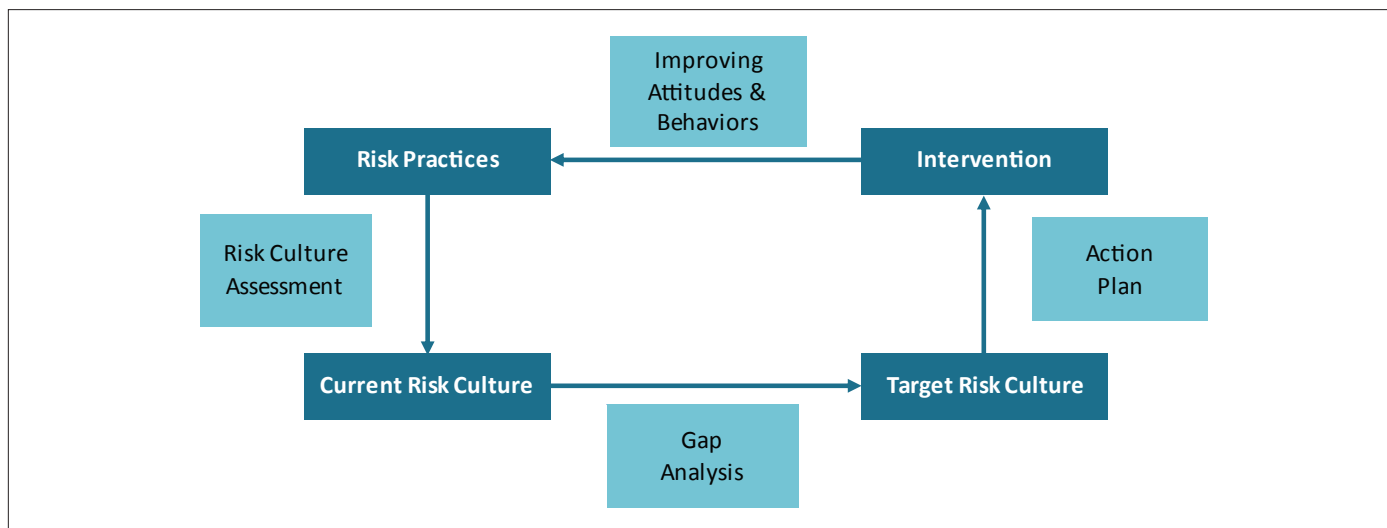 Improving
Attitudes &
Behaviors
Risk Practices
Intervention
Risk Culture
Assessment
Action
Plan
Current Risk Culture
Target Risk Culture
Gap
Analysis